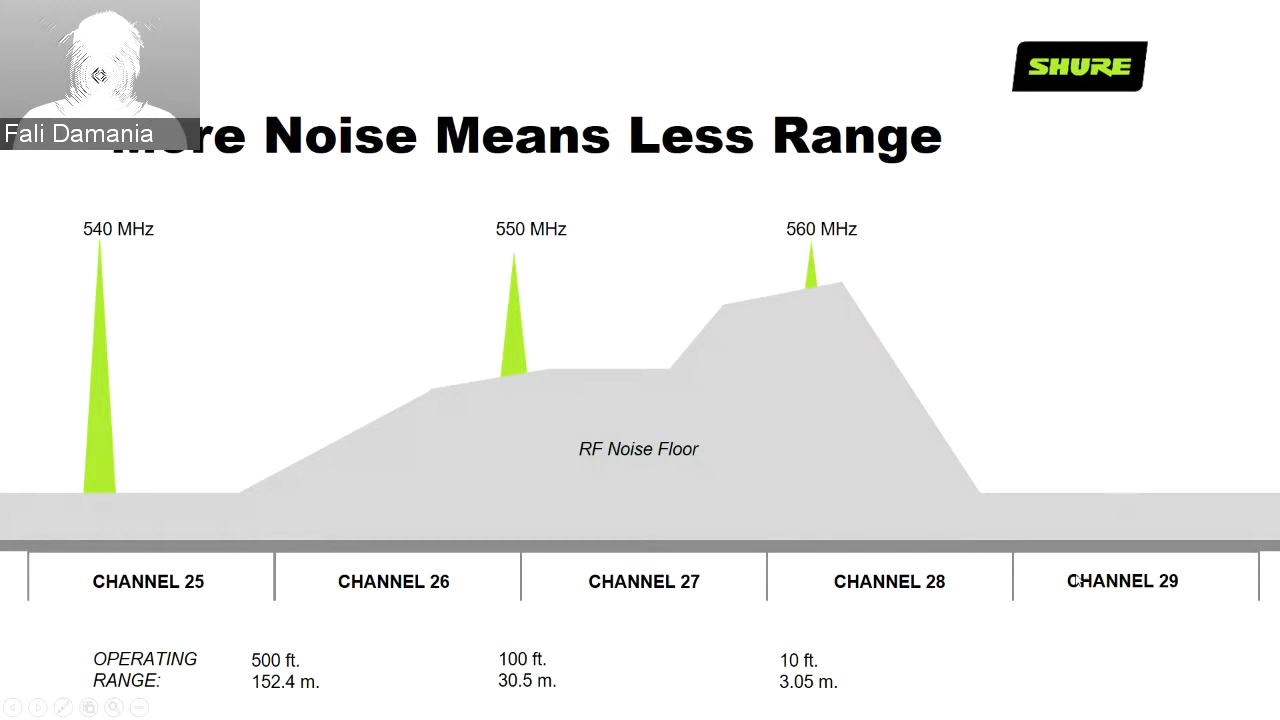 SHURE
Fali Damania
More Noise Means Less Range
540 MHz
550 MHz
560 MHz
RF Noise Floor
CHANNEL 25
CHANNEL 26
CHANNEL 27
CHANNEL 28
CHANNEL 29
OPERATING
RANGE:
500 ft.
152.4 m.
100 ft.
30.5 m.
10 ft.
3.05 m.